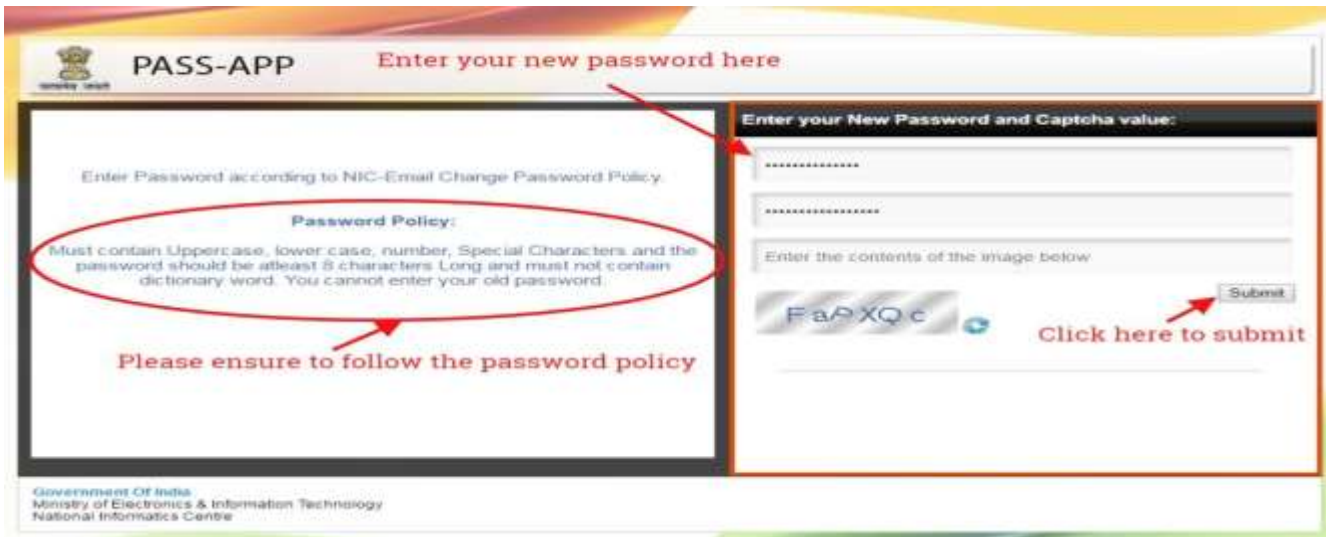 PASS-APP
Enter your new password here
Enter your New Password and Captcha value:
Enter Password according to NIC-Email Change Password Policy.
Password Policy:
Must contain Uppercase, lower case, number, Special Characters and the
password should be atleast 8 characters Long and must not contain
dictionary word. You cannot enter your old password.
Please ensure to follow the password policy
Enter the contents of the image below
Submit
Click here to submit
Government Of India
Ministry of Electronics & Information Technology
National Informatics Centre